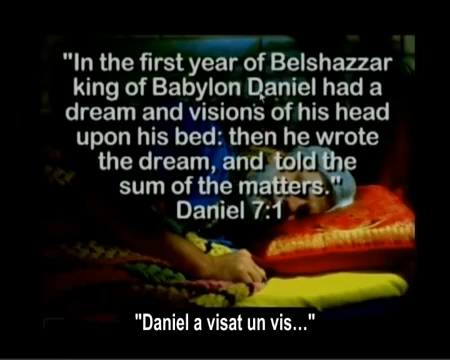 "In the first year of Belshazzar
king of Babylon Daniel had a
dream and visions of his head
upon his bed: then he wrote
the dream, and told the
sum of the matters."
Daniel 7:1
"Daniel a visat un vis..."